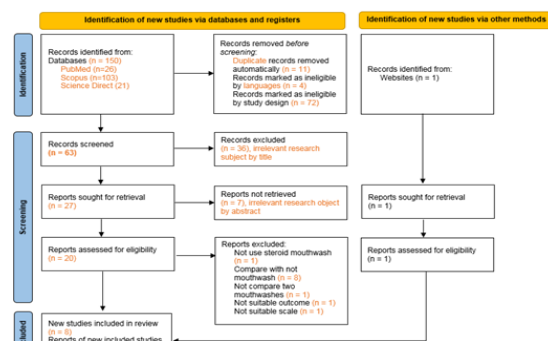 Identification of new studies via databases and registers
Identification of new studies via other methods
Identification
Records identified from:
Databases (n = 150)
PubMed (n=26)
Scopus (n=103)
Science Direct (21)
Records removed before
screening:
Duplicate records removed
automatically (n = 11)
Records marked as ineligible
by languages (n = 4)
Records marked as ineligible
by study design (n = 72)
Records identified from:
Websites (n = 1)
Screening
Records screened
(n = 63)
Records excluded
(n = 36), irrelevant research
subject by title
Reports sought for retrieval
(n = 27)
Reports not retrieved
(n = 7), irrelevant research object
by abstract
Reports sought for retrieval
(n = 1)
Reports assessed for eligibility
(n = 20)
Reports excluded:
Not use steroid mouthwash
(n = 1)
Compare with not
mouthwash (n = 8)
Not compare two
mouthwashes (n = 1)
Not suitable outcome (n = 1)
Not suitable scale (n = 1)
Reports assessed for eligibility
(n = 1)
New studies included in review
(n = 8)
Reports of new included studies